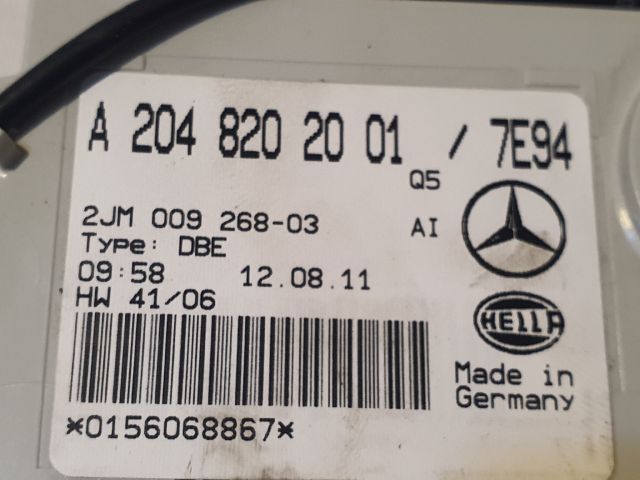 A 204 820 20 01 / 7E94
Q5
2JM 009 268-03 AI
Type: DBE
09:58 12.08.11
HW 41/06
HELLA
Made in
Germany
*0156068867*